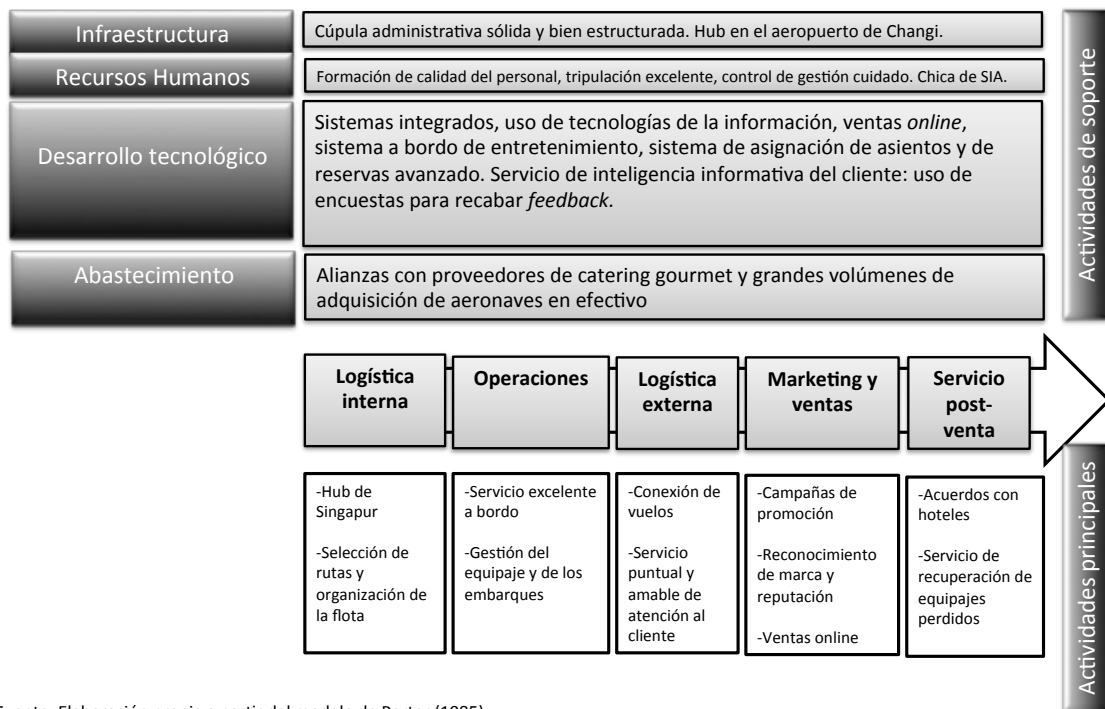 Infraestructura
Cúpula administrativa sólida y bien estructurada. Hub en el aeropuerto de Changi.
Recursos Humanos
Formación de calidad del personal, tripulación excelente, control de gestión cuidado. Chica de SIA.
Desarrollo tecnológico
Sistemas integrados, uso de tecnologías de la información, ventas online,
sistema a bordo de entretenimiento, sistema de asignación de asientos y de
reservas avanzado. Servicio de inteligencia informativa del cliente: uso de
encuestas para recabar feedback.
Abastecimiento
Alianzas con proveedores de catering gourmet y grandes volúmenes de
adquisición de aeronaves en efectivo
Actividades de soporte
Logística
interna
Operaciones
Logística
externa
Marketing y
ventas
Servicio
post-
venta
-Hub de
Singapur
-Selección de
rutas y
organización de
la flota
-Servicio excelente
a bordo
-Gestión del
equipaje y de los
embarques
-Conexión de
vuelos
-Servicio
puntual y
amable de
atención al
cliente
-Campañas de
promoción
-Reconocimiento
de marca y
reputación
-Ventas online
-Acuerdos con
hoteles
-Servicio de
recuperación de
equipajes
perdidos
Actividades principales